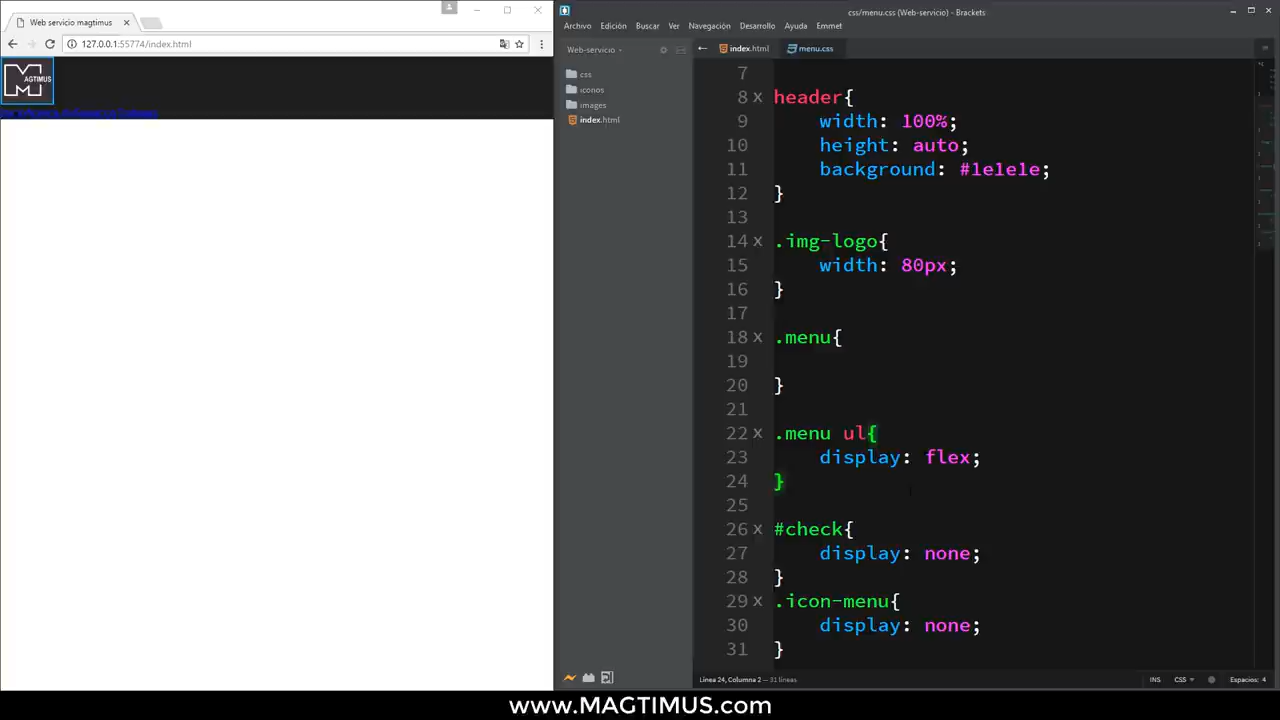 Web servicio magtimus
127.0.0.1:55774/index.html
MAGTIMUS
css/menu.css (Web-servicio) - Brackets
Archivo Edición Buscar Ver Navegación Desarrollo Ayuda Emmet
Web-servicio
index.html menu.css
css
iconos
images
index.html
7
8 header{
9 width: 100%;
10 height: auto;
11 background: #1e1e1e;
12 }
13
14 .img-logo{
15 width: 80px;
16 }
17
18 .menu{
19
20 }
21
22 .menu ul{
23 display: flex;
24 }
25
26 #check{
27 display: none;
28 }
29 .icon-menu{
30 display: none;
31 }
Línea 24, Columna 2 — 31 líneas
INS CSS Espacios: 4
www.MAGTIMUS.com